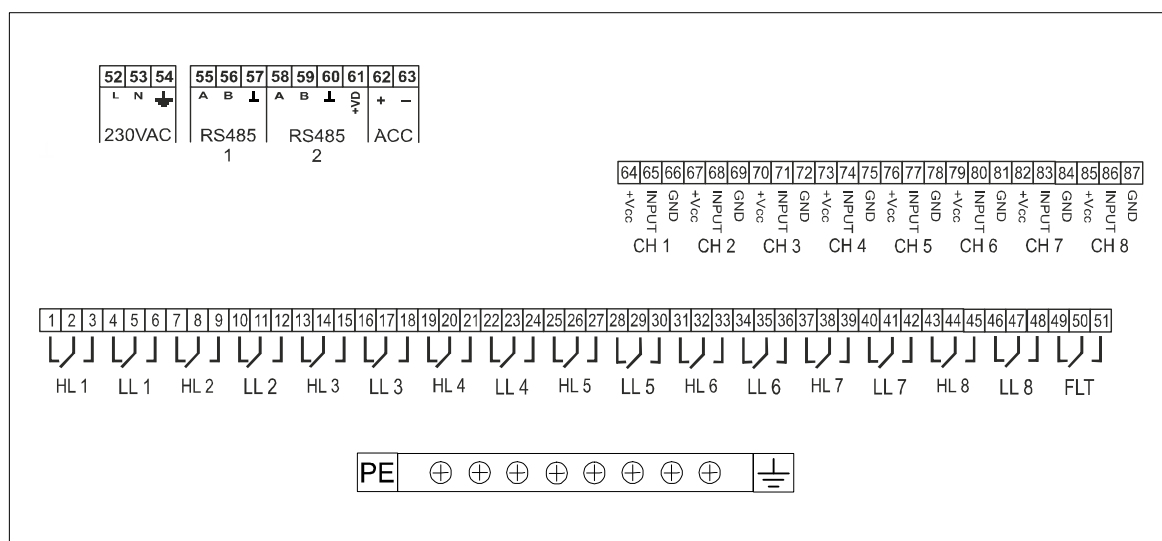 52 53 54 55 56 57 58 59 60 61 62 63
L N A B A B +VD + −
230VAC RS485 RS485 ACC
1 2
64 65 66 67 68 69 70 71 72 73 74 75 76 77 78 79 80 81 82 83 84 85 86 87
+Vcc INPUT GND +Vcc INPUT GND +Vcc INPUT GND +Vcc INPUT GND +Vcc INPUT GND +Vcc INPUT GND +Vcc INPUT GND +Vcc INPUT GND
CH 1 CH 2 CH 3 CH 4 CH 5 CH 6 CH 7 CH 8
1 2 3 4 5 6 7 8 9 10 11 12 13 14 15 16 17 18 19 20 21 22 23 24 25 26 27 28 29 30 31 32 33 34 35 36 37 38 39 40 41 42 43 44 45 46 47 48 49 50 51
HL 1 LL 1 HL 2 LL 2 HL 3 LL 3 HL 4 LL 4 HL 5 LL 5 HL 6 LL 6 HL 7 LL 7 HL 8 LL 8 FLT
PE